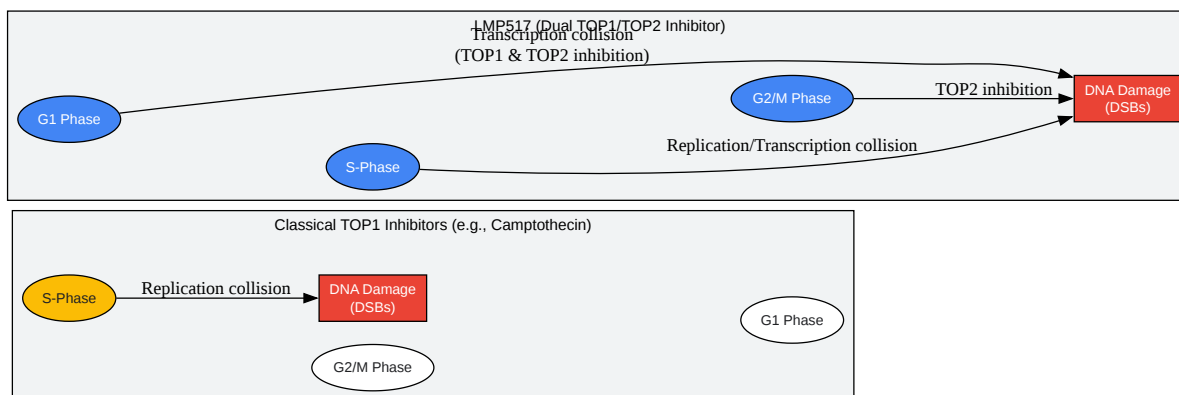 LMP517 (Dual TOP1/TOP2 Inhibitor)
Transcription collision
(TOP1 & TOP2 inhibition)
G1 Phase
G2/M Phase
TOP2 inhibition
DNA Damage
(DSBs)
S-Phase
Replication/Transcription collision
Classical TOP1 Inhibitors (e.g., Camptothecin)
S-Phase
Replication collision
DNA Damage
(DSBs)
G1 Phase
G2/M Phase